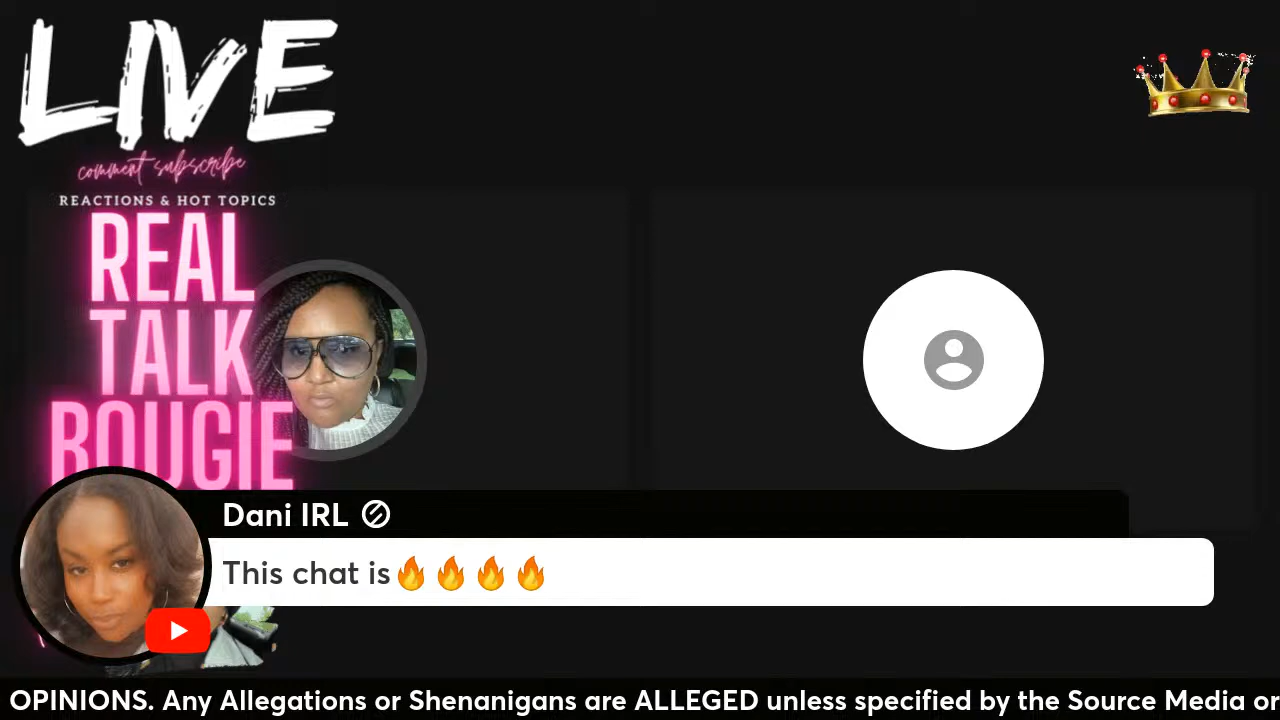 LIVE
comment subscribe
REACTIONS & HOT TOPICS
REAL
TALK
BOUGIE
Dani IRL
This chat is🔥🔥🔥🔥
OPINIONS. Any Allegations or Shenanigans are ALLEGED unless specified by the Source Media or